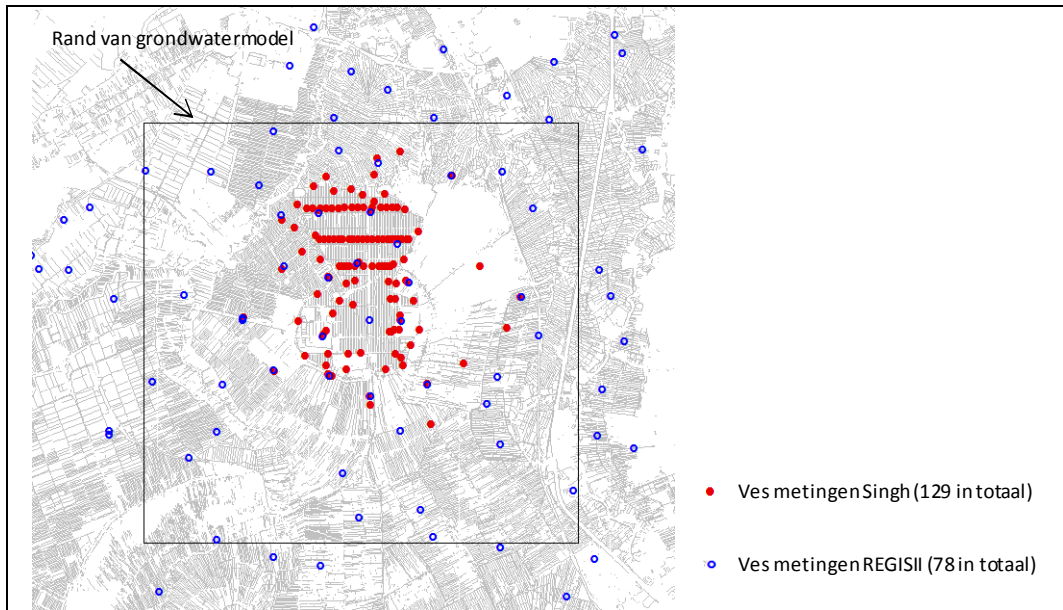 Rand van grondwatermodel
Ves metingen Singh (129 in totaal)
Ves metingen REGISII (78 in totaal)